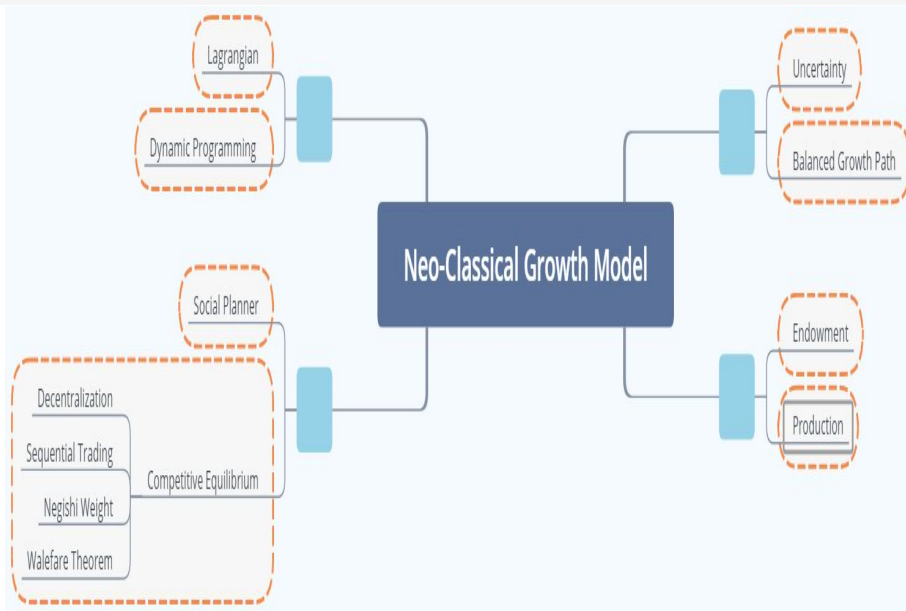 Lagrangian
Dynamic Programming
Social Planner
Decentralization
Sequential Trading
Negishi Weight
Walefare Theorem
Competitive Equilibrium
Neo-Classical Growth Model
Uncertainty
Balanced Growth Path
Endowment
Production